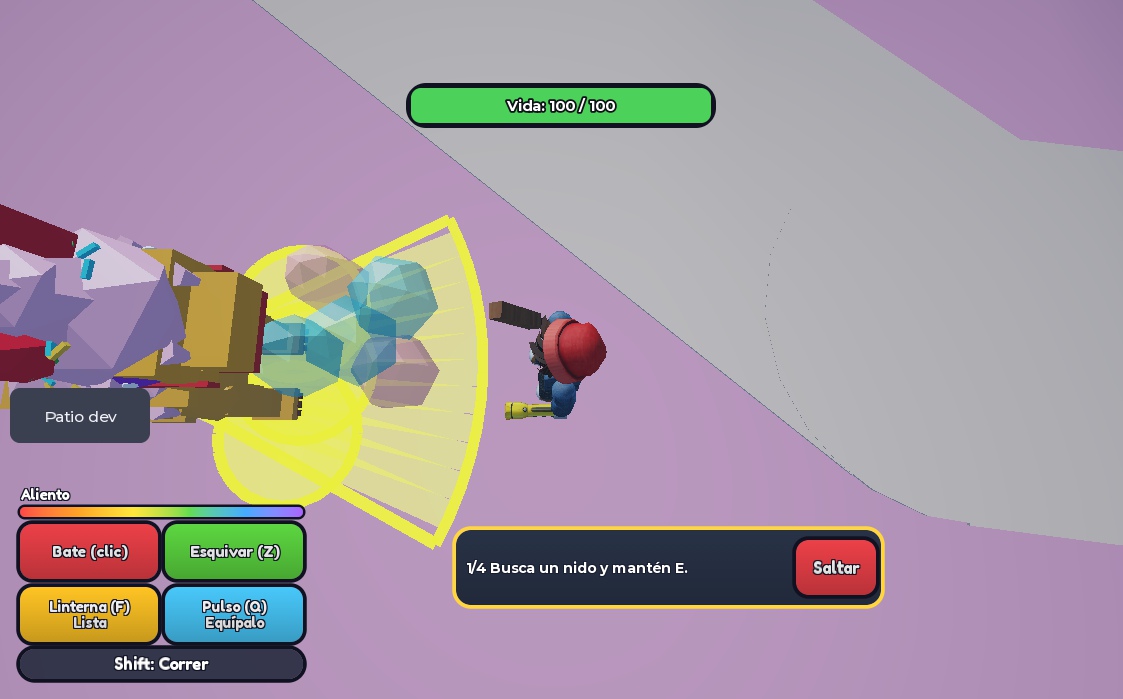 Vida: 100 / 100
Patio dev
Aliento
Bate (clic)
Esquivar (Z)
Linterna (F)
Lista
Pulso (Q)
Equípalo
Shift: Correr
1/4 Busca un nido y mantén E.
Saltar